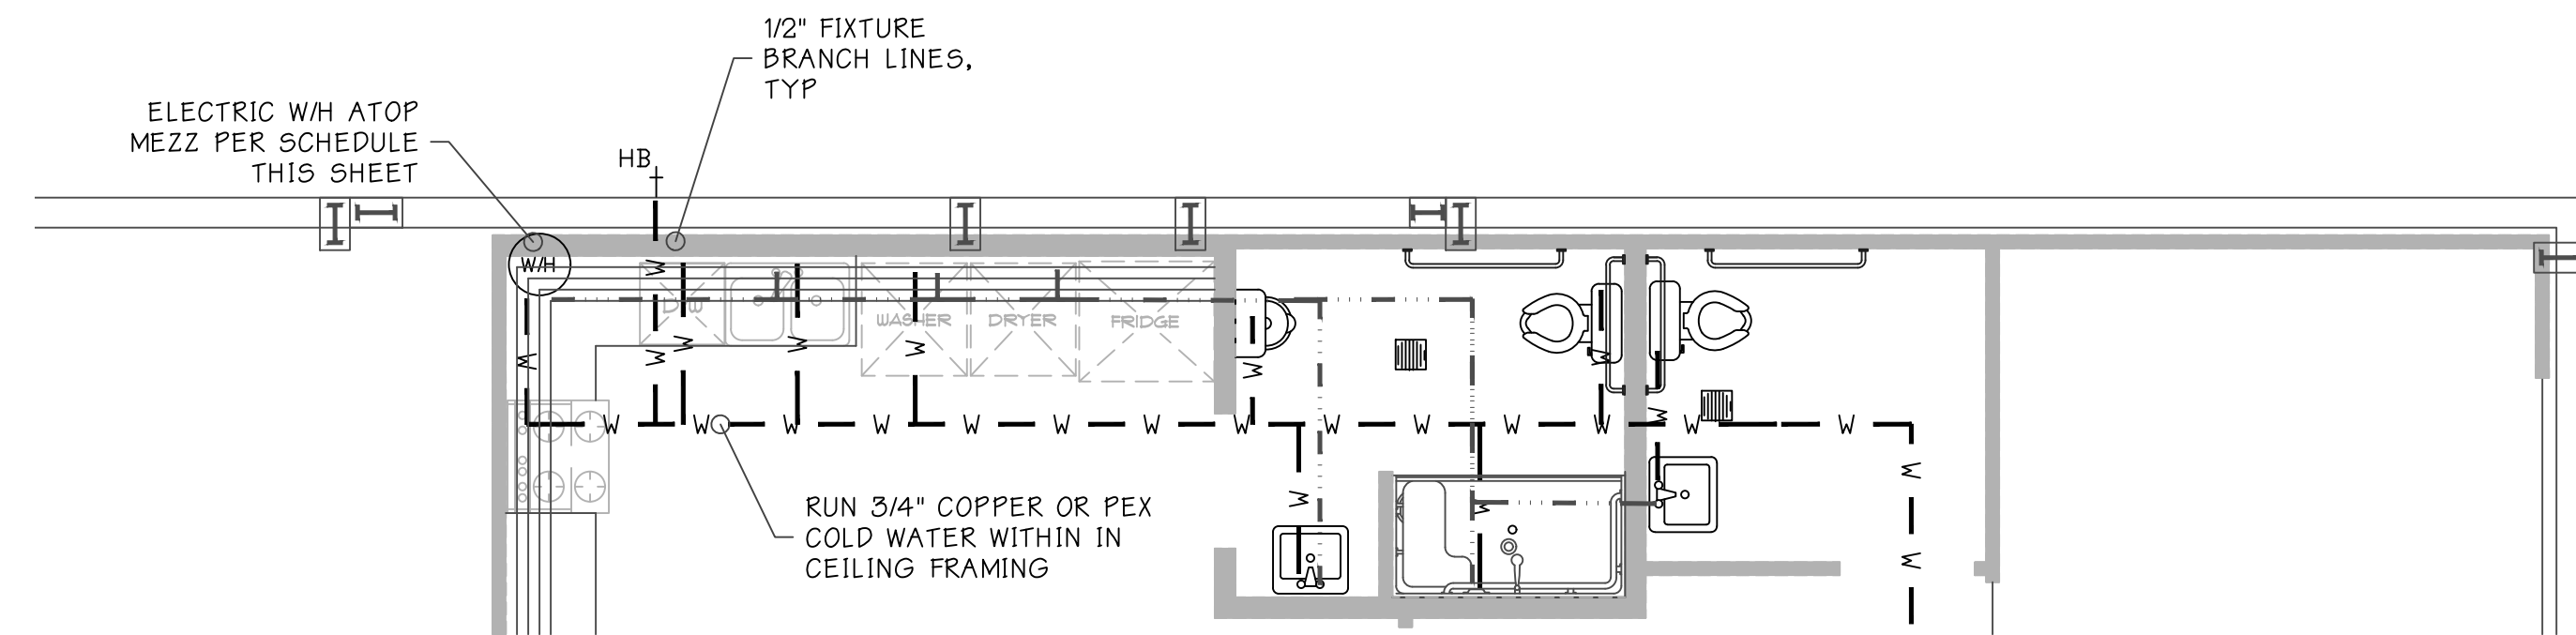 1/2" FIXTURE
BRANCH LINES,
TYP
ELECTRIC W/H ATOP
MEZZ PER SCHEDULE
THIS SHEET
HB
W/H
W
W
D/W
WASHER
DRYER
FRIDGE
W
W
W
W
W
W
W
W
W W W W W W W W W W W W W W
W
W
W
W
RUN 3/4" COPPER OR PEX
COLD WATER WITHIN IN
CEILING FRAMING